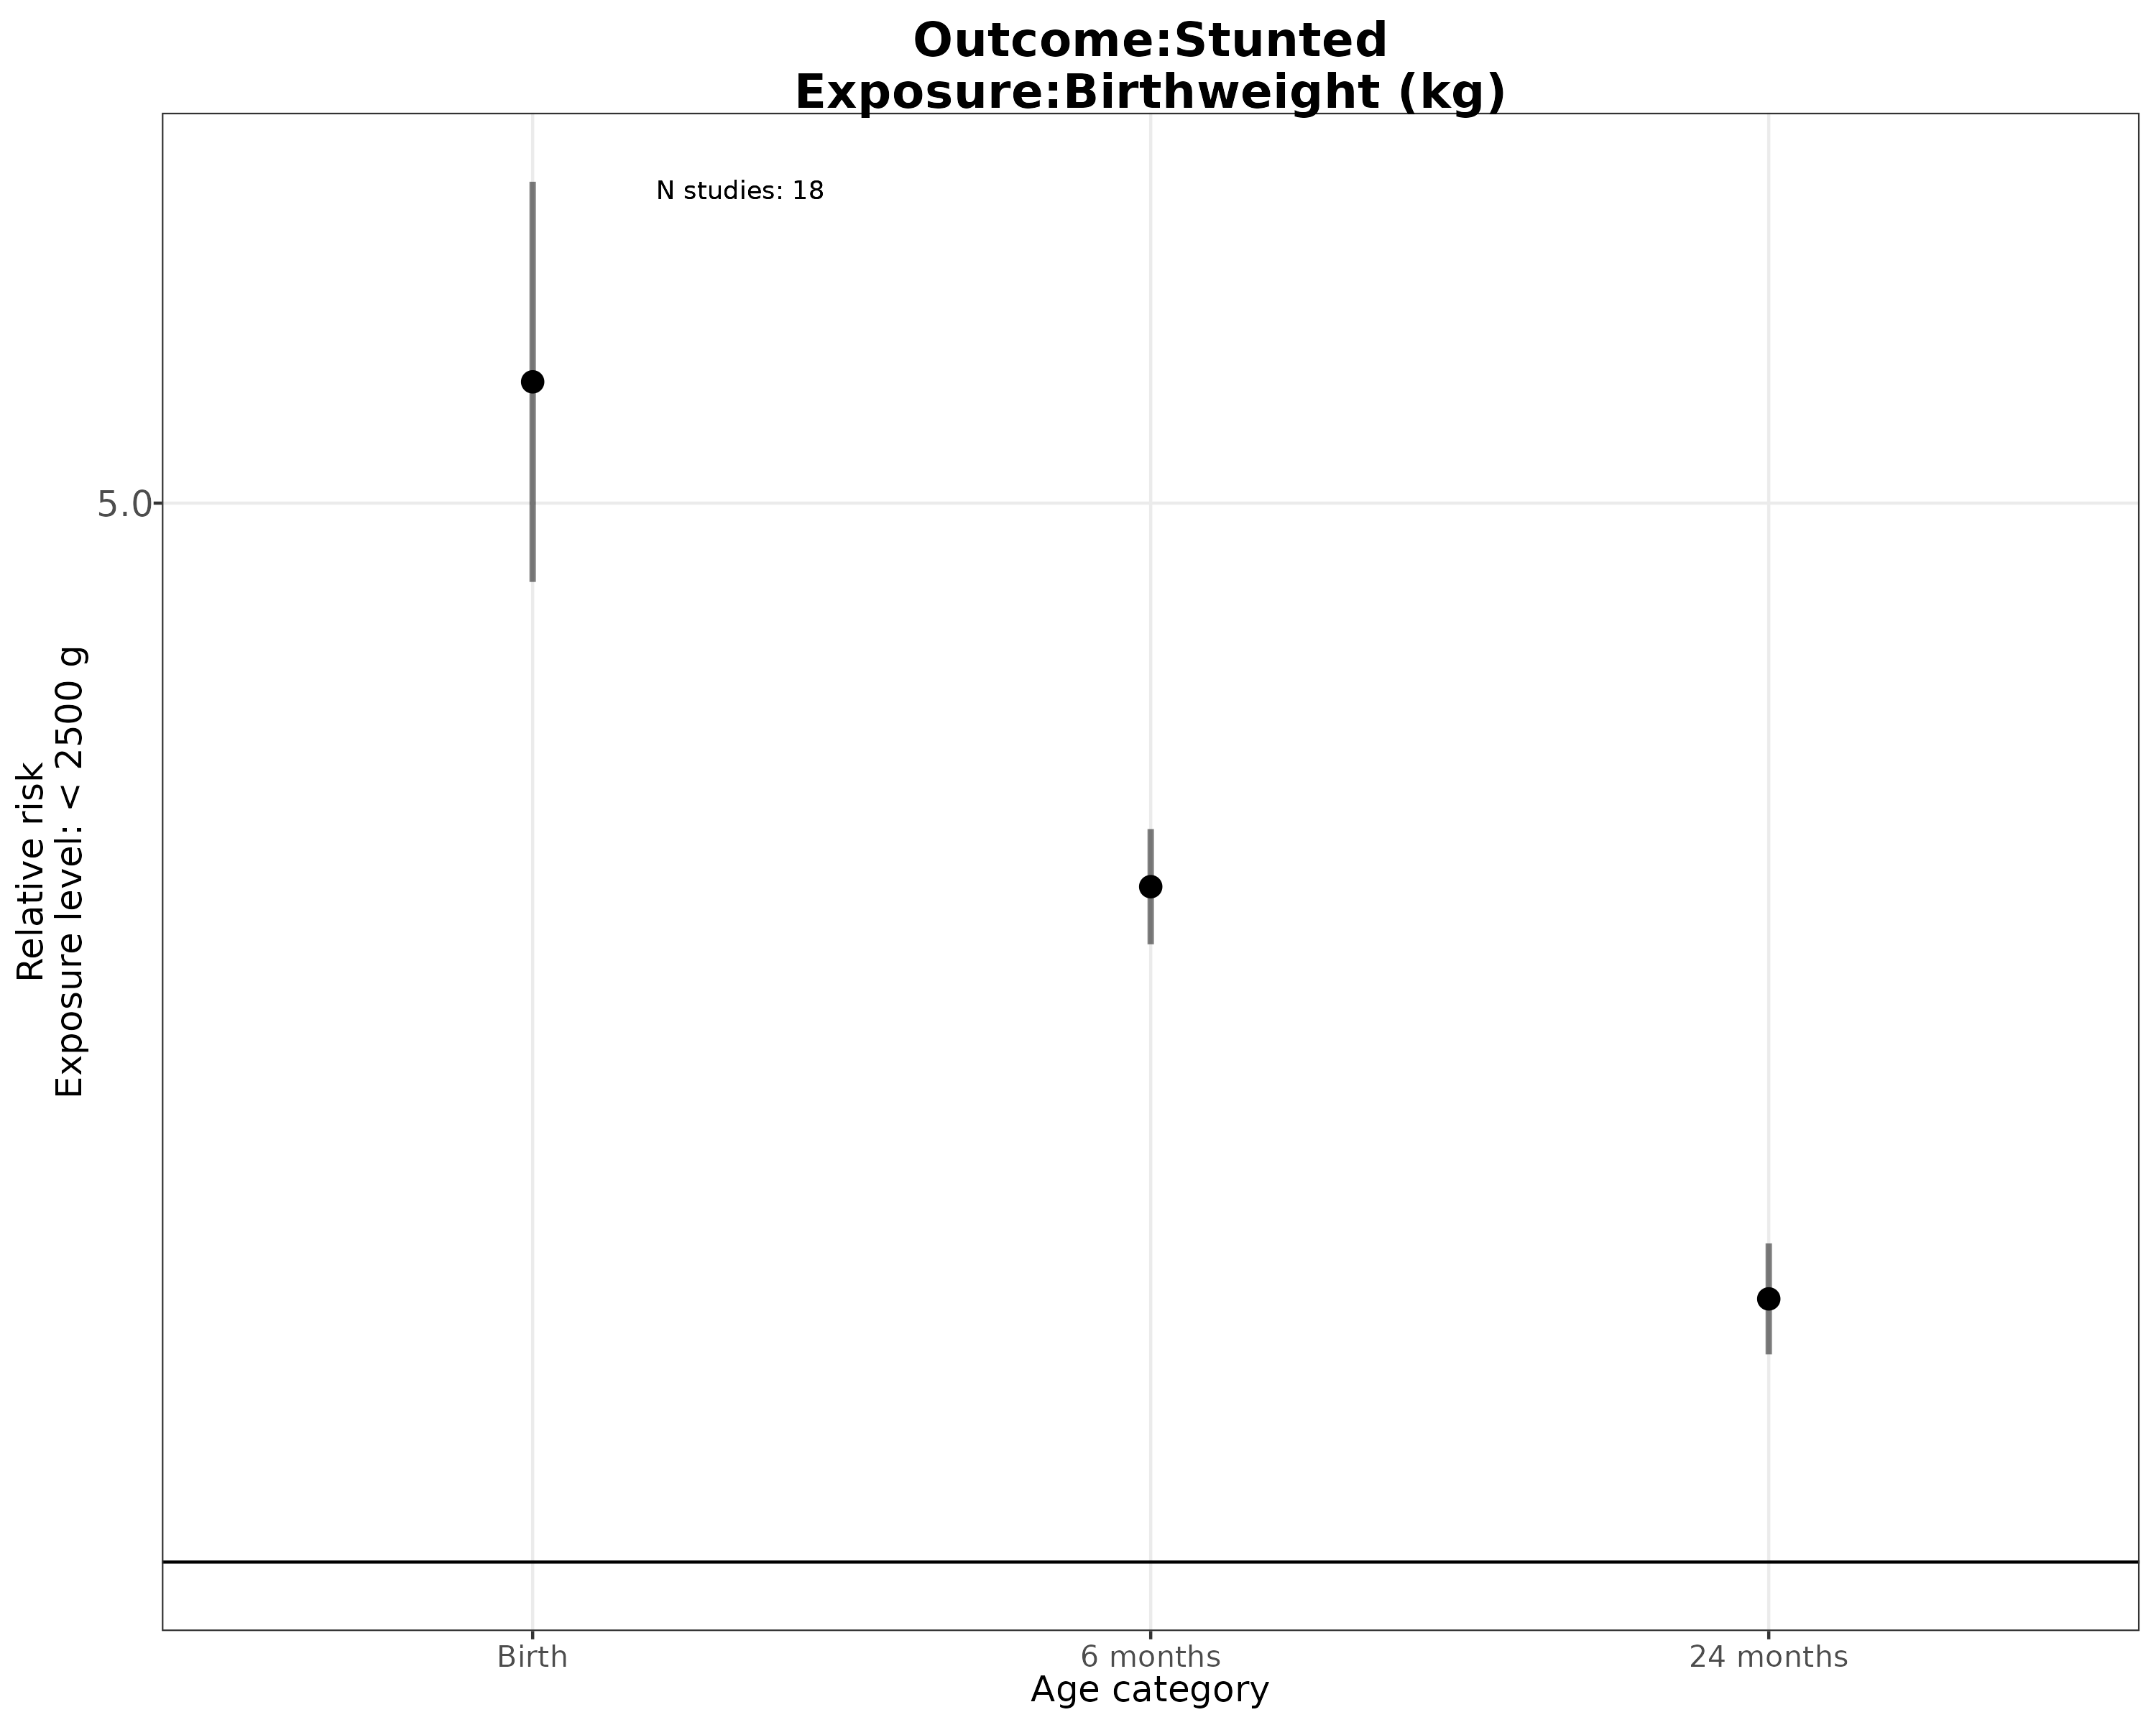 Outcome:Stunted
Exposure:Birthweight (kg)
N studies: 18
5.0
Relative risk
Exposure level: < 2500 g
Birth
6 months
24 months
Age category